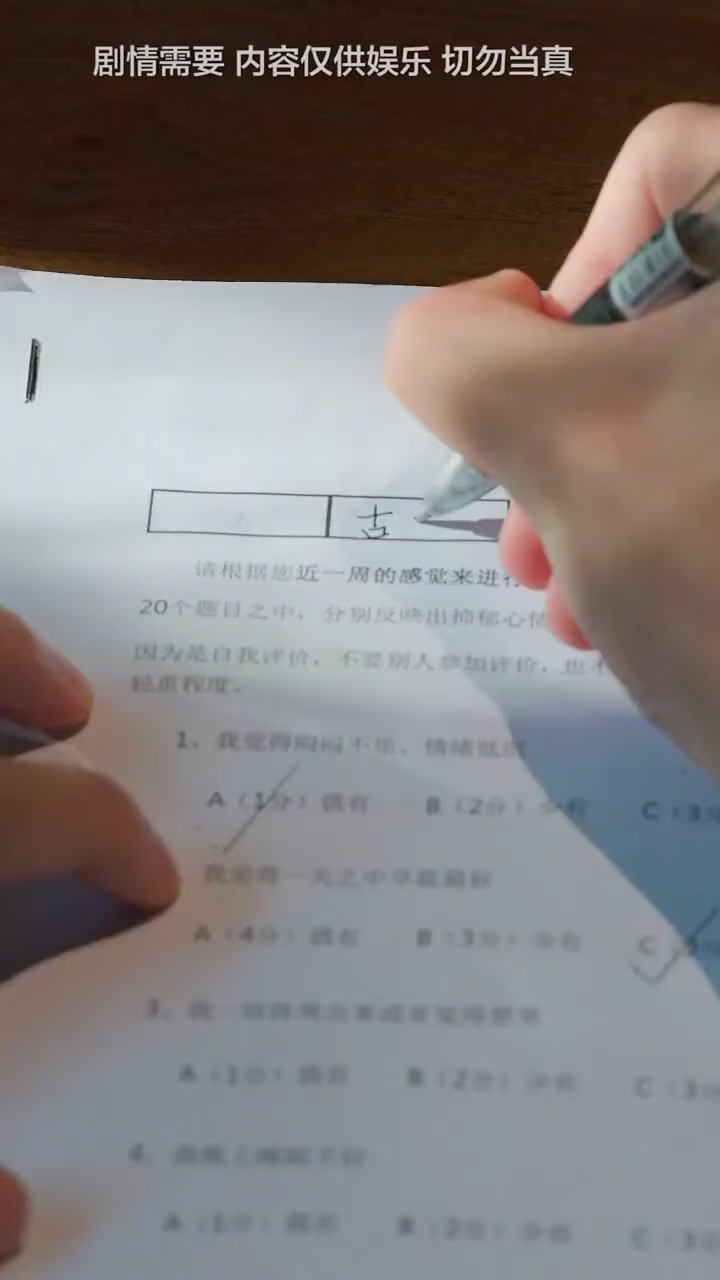 剧情需要 内容仅供娱乐 切勿当真
古
请根据您近一周的感觉来进行
20个题目之中，分别反映出抑郁心情
因为是自我评价，不要别人参加评价，也不
轻重程度。
1、我觉得闷闷不乐，情绪低沉
A（1分）偶有 B（2分）少有 C（3分
我觉得一天之中早晨最好
A（4分）偶有 B（3分）少有 C（2分
3、我一阵阵哭出来或者觉得想哭
A（1分）偶有 B（2分）少有 C（3分
4、我晚上睡眠不好
A（1分）偶有 B（2分）少有 C（3分